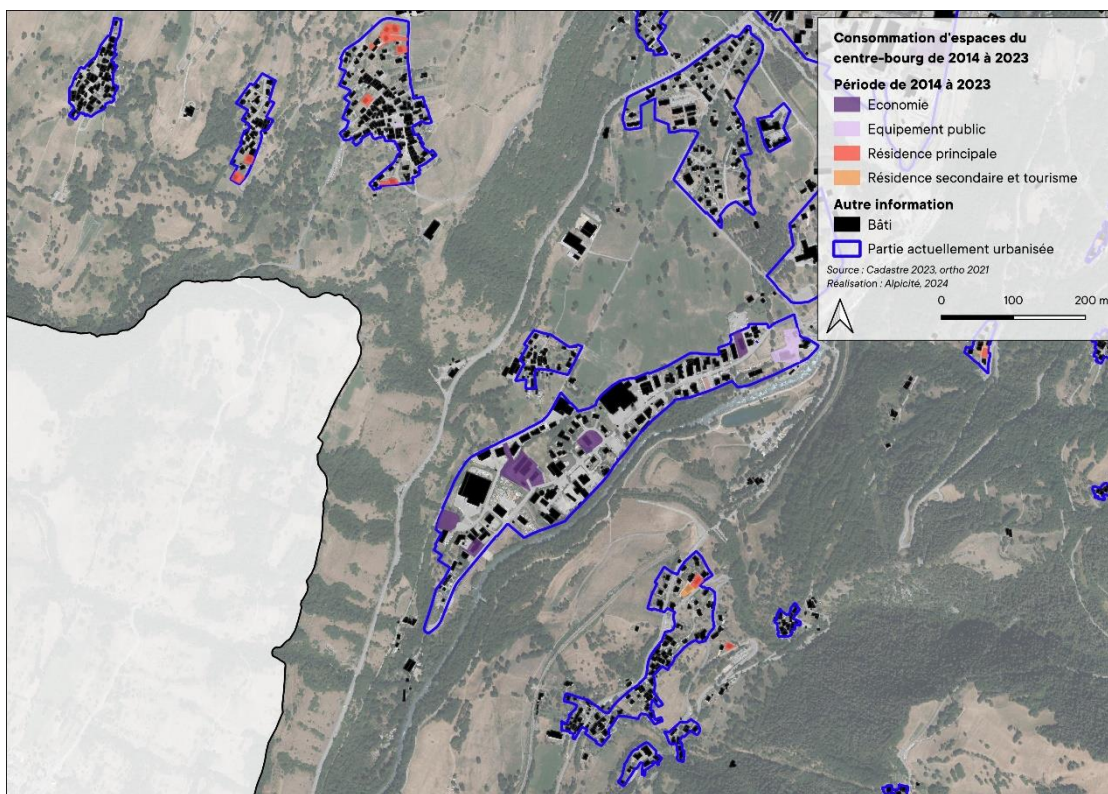 Consommation d'espaces du
centre-bourg de 2014 à 2023
Période de 2014 à 2023
Economie
Equipement public
Résidence principale
Résidence secondaire et tourisme
Autre information
Bâti
Partie actuellement urbanisée
Source : Cadastre 2023, ortho 2021
Réalisation : Alpicité, 2024
0 100 200 m